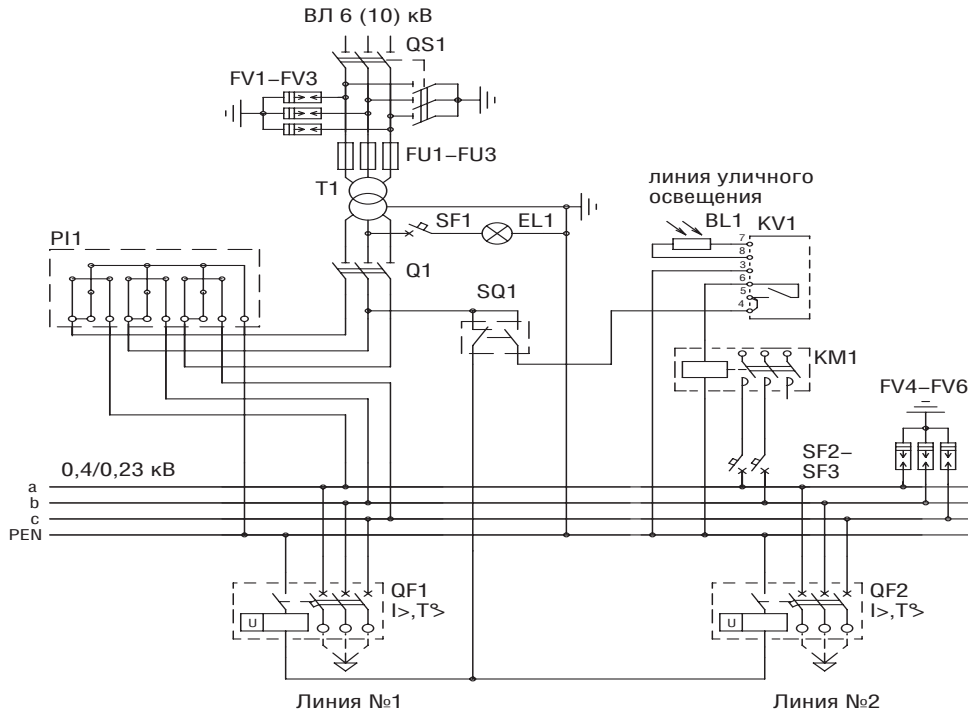 ВЛ 6 (10) кВ
QS1
FV1–FV3
FU1–FU3
T1
линия уличного
освещения
SF1
EL1
BL1
KV1
7
8
3
6
5
4
PI1
Q1
SQ1
KM1
FV4–FV6
0,4/0,23 кВ
SF2–
SF3
a
b
c
PEN
QF1
I>,T°>
U
QF2
I>,T°>
U
Линия №1
Линия №2